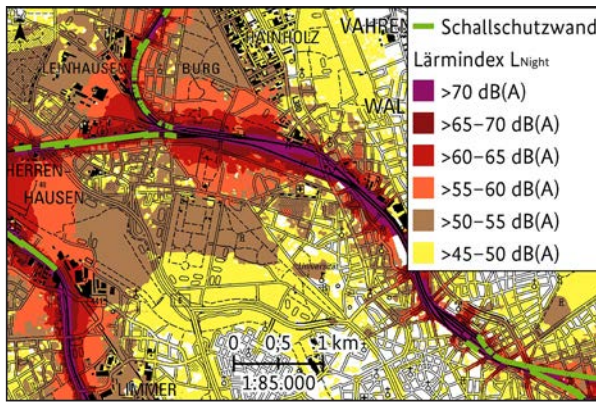 HAINHOLZ
VAHREN
LEINHAUSEN
BURG
WAL
HERREN-
HAUSEN
LIMMER
0 0,5 1 km
1:85.000
Schallschutzwand
Lärmindex LNight
>70 dB(A)
>65–70 dB(A)
>60–65 dB(A)
>55–60 dB(A)
>50–55 dB(A)
>45–50 dB(A)